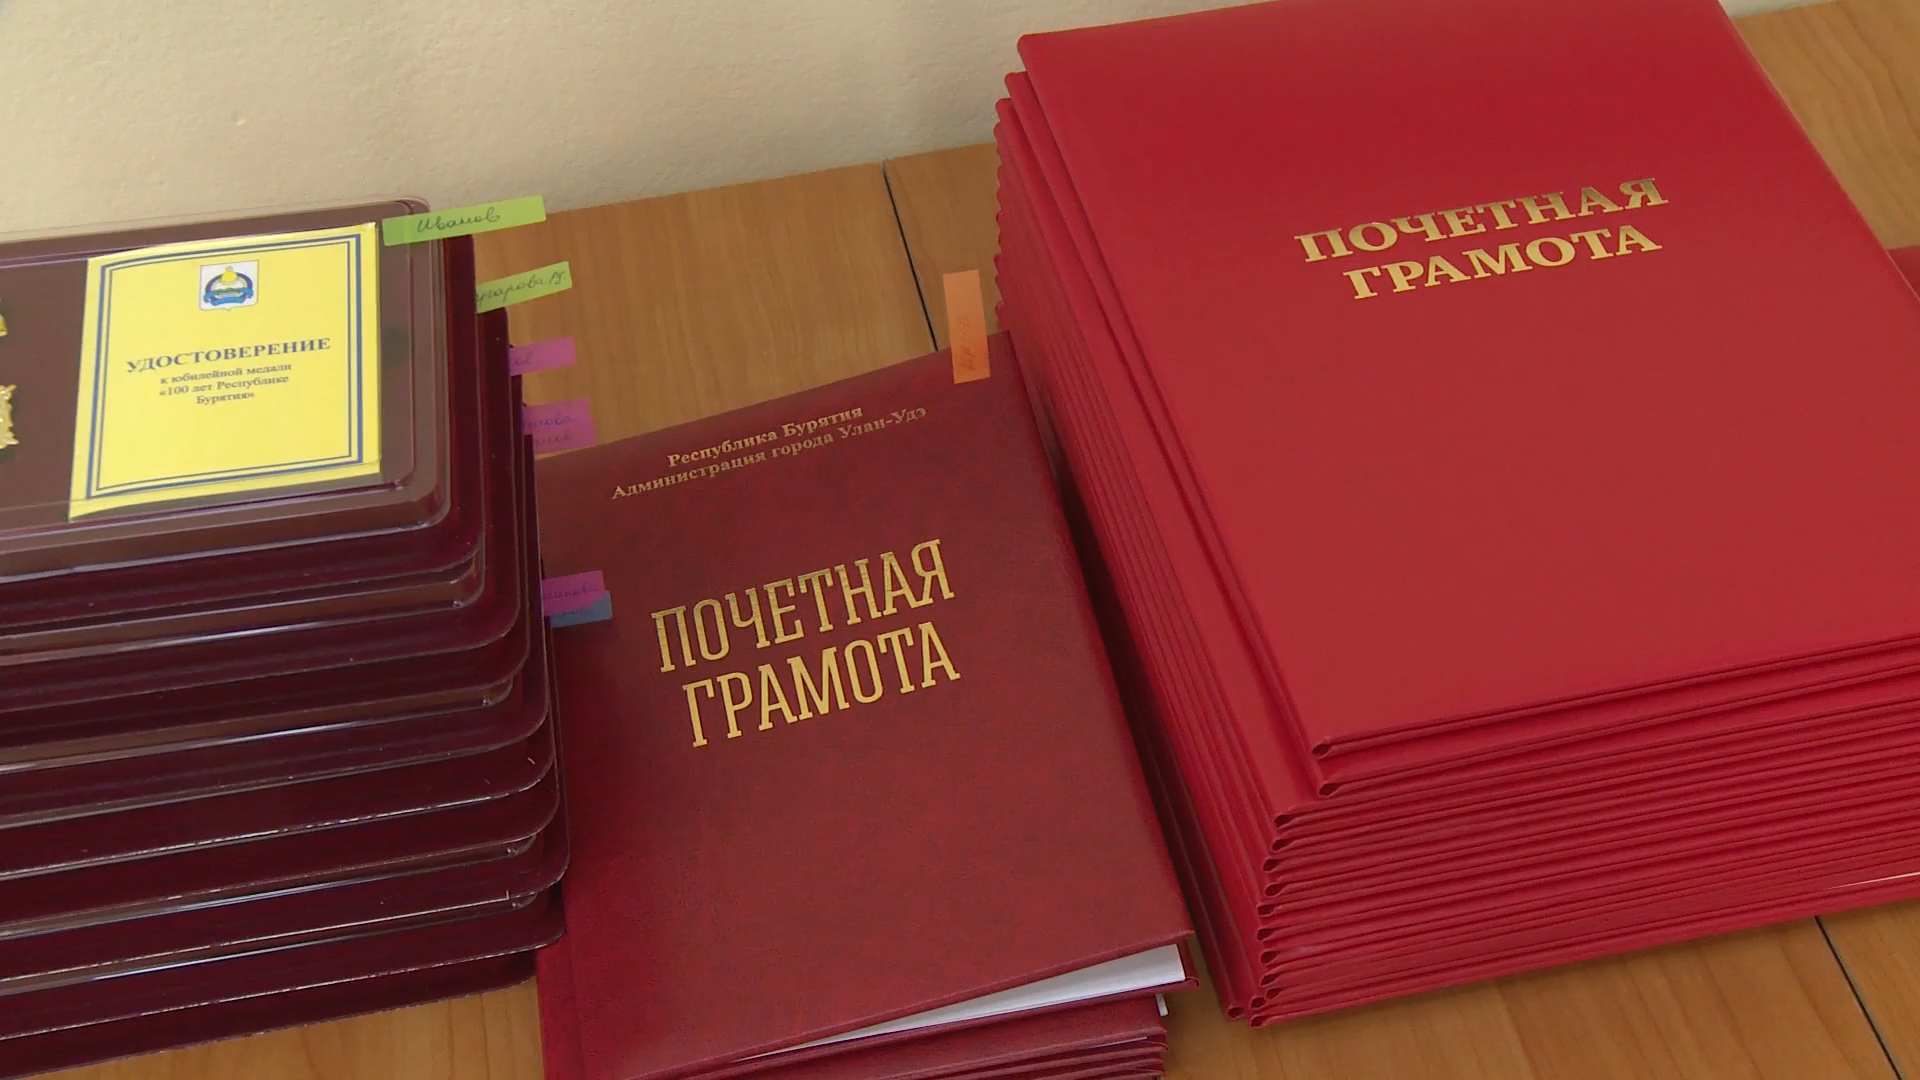 Иванов
УДОСТОВЕРЕНИЕ
к юбилейной медали
«100 лет Республике
Бурятия»
Республика Бурятия
Администрация города Улан-Удэ
ПОЧЕТНАЯ
ГРАМОТА
ПОЧЕТНАЯ
ГРАМОТА